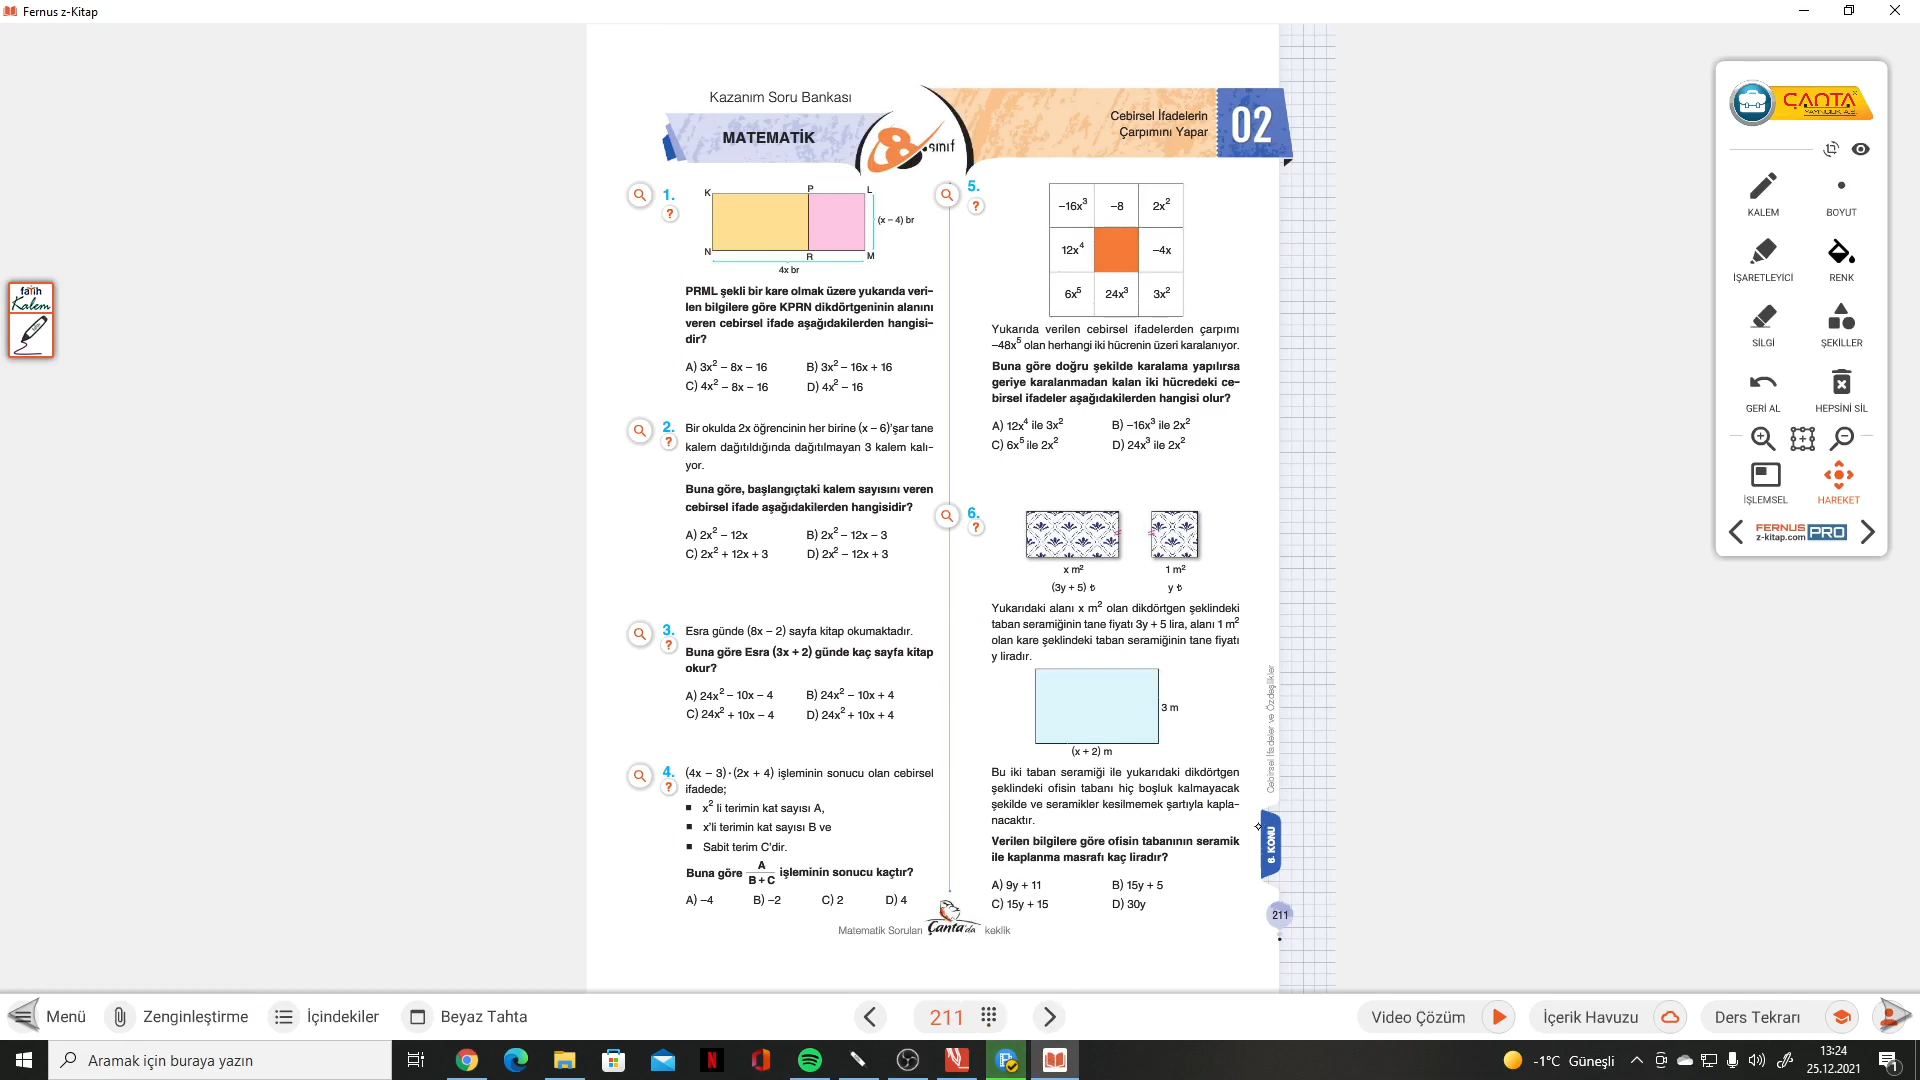 Fernus z-Kitap
Kazanım Soru Bankası
MATEMATİK
8.sınıf
Cebirsel İfadelerin
Çarpımını Yapar
02
1.
?
K
P
L
(x – 4) br
N
R
M
4x br
PRML şekli bir kare olmak üzere yukarıda veri-
len bilgilere göre KPRN dikdörtgeninin alanını
veren cebirsel ifade aşağıdakilerden hangisi-
dir?
A) 3x² – 8x – 16 B) 3x² – 16x + 16
C) 4x² – 8x – 16 D) 4x² – 16
2.
?
Bir okulda 2x öğrencinin her birine (x – 6)'şar tane
kalem dağıtıldığında dağıtılmayan 3 kalem kalı-
yor.
Buna göre, başlangıçtaki kalem sayısını veren
cebirsel ifade aşağıdakilerden hangisidir?
A) 2x² – 12x B) 2x² – 12x – 3
C) 2x² + 12x + 3 D) 2x² – 12x + 3
3.
?
Esra günde (8x – 2) sayfa kitap okumaktadır.
Buna göre Esra (3x + 2) günde kaç sayfa kitap
okur?
A) 24x² – 10x – 4 B) 24x² – 10x + 4
C) 24x² + 10x – 4 D) 24x² + 10x + 4
4.
?
(4x – 3)·(2x + 4) işleminin sonucu olan cebirsel
ifadede;
▪ x² li terimin kat sayısı A,
▪ x'li terimin kat sayısı B ve
▪ Sabit terim C'dir.
Buna göre A/B+C işleminin sonucu kaçtır?
A) –4 B) –2 C) 2 D) 4
5.
?
–16x³ –8 2x²
12x⁴ –4x
6x⁵ 24x³ 3x²
Yukarıda verilen cebirsel ifadelerden çarpımı
–48x⁵ olan herhangi iki hücrenin üzeri karalanıyor.
Buna göre doğru şekilde karalama yapılırsa
geriye karalanmadan kalan iki hücredeki ce-
birsel ifadeler aşağıdakilerden hangisi olur?
A) 12x⁴ ile 3x² B) –16x³ ile 2x²
C) 6x⁵ ile 2x² D) 24x³ ile 2x²
6.
?
x m² 1 m²
(3y + 5) ₺ y ₺
Yukarıdaki alanı x m² olan dikdörtgen şeklindeki
taban seramiğinin tane fiyatı 3y + 5 lira, alanı 1 m²
olan kare şeklindeki taban seramiğinin tane fiyatı
y liradır.
3 m
(x + 2) m
Bu iki taban seramiği ile yukarıdaki dikdörtgen
şeklindeki ofisin tabanı hiç boşluk kalmayacak
şekilde ve seramikler kesilmemek şartıyla kapla-
nacaktır.
Verilen bilgilere göre ofisin tabanının seramik
ile kaplanma masrafı kaç liradır?
A) 9y + 11 B) 15y + 5
C) 15y + 15 D) 30y
Cebirsel İfadeler ve Özdeşlikler
6. KONU
211
Matematik Soruları Çanta'da keklik
fatih
Kalem
ÇANTA
YAYINCILIK A.Ş.
KALEM BOYUT
İŞARETLEYİCİ RENK
SİLGİ ŞEKİLLER
GERİ AL HEPSİNİ SİL
İŞLEMSEL HAREKET
FERNUS
z-kitap.com PRO
Menü Zenginleştirme İçindekiler Beyaz Tahta 211 Video Çözüm İçerik Havuzu Ders Tekrarı
Aramak için buraya yazın
-1°C Güneşli
13:24
25.12.2021
1